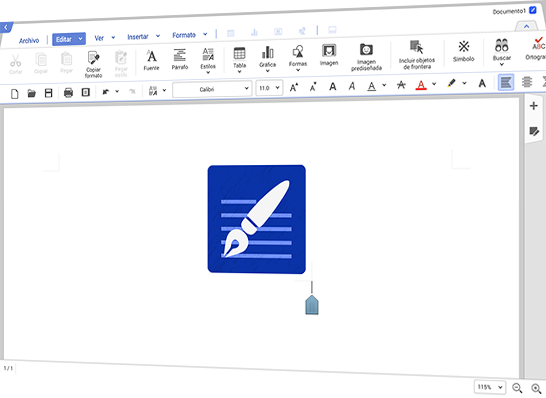 Documento1
Archivo Editar Ver Insertar Formato
Cortar Copiar Pegar Copiar formato Pegar estilo Fuente Párrafo Estilos Tabla Gráfica Formas Imagen Imagen prediseñada Incluir objetos de frontera Símbolo Buscar Ortogra
Calibri 11.0
1/1
115%